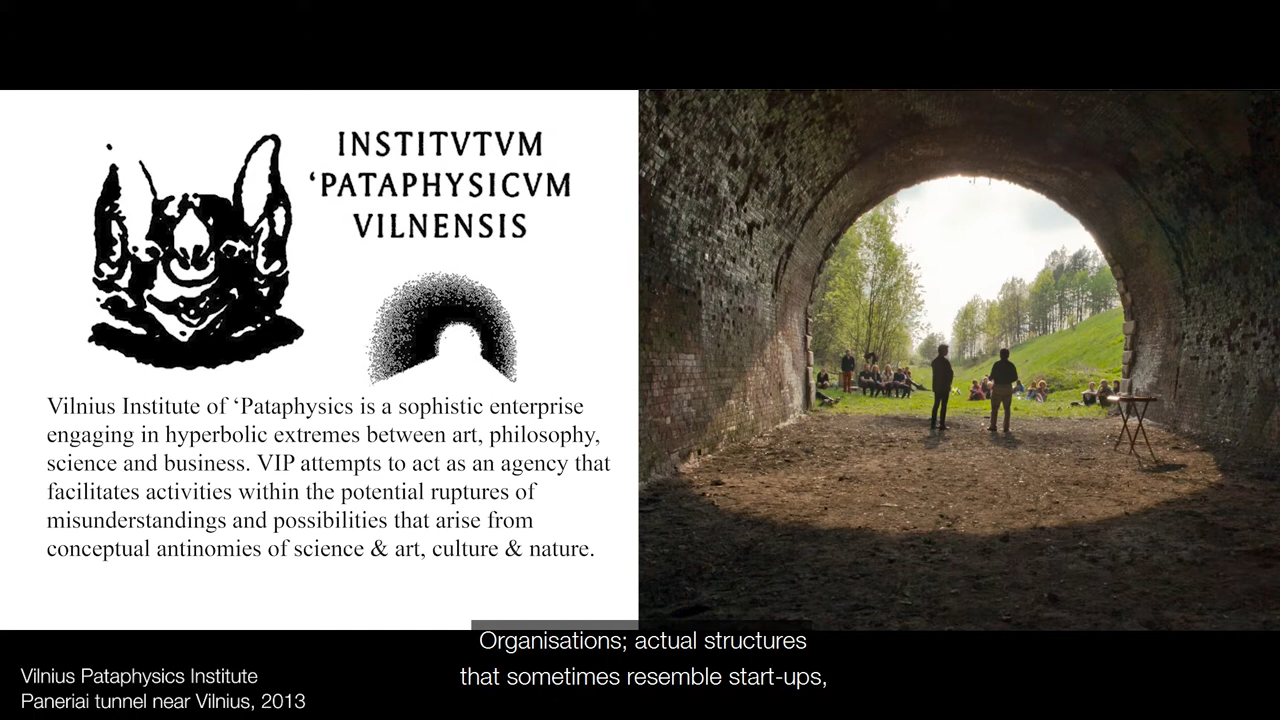 INSTITVTVM
‘PATAPHYSICVM
VILNENSIS
Vilnius Institute of ‘Pataphysics is a sophistic enterprise
engaging in hyperbolic extremes between art, philosophy,
science and business. VIP attempts to act as an agency that
facilitates activities within the potential ruptures of
misunderstandings and possibilities that arise from
conceptual antinomies of science & art, culture & nature.
Organisations; actual structures
that sometimes resemble start-ups,
Vilnius Pataphysics Institute
Paneriai tunnel near Vilnius, 2013